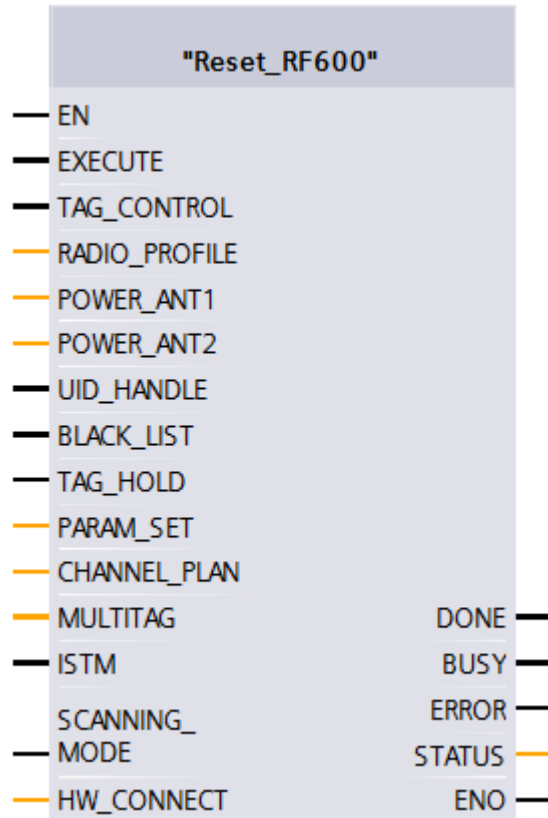 "Reset_RF600"
EN
EXECUTE
TAG_CONTROL
RADIO_PROFILE
POWER_ANT1
POWER_ANT2
UID_HANDLE
BLACK_LIST
TAG_HOLD
PARAM_SET
CHANNEL_PLAN
MULTITAG DONE
ISTM BUSY
SCANNING_ ERROR
MODE STATUS
HW_CONNECT ENO